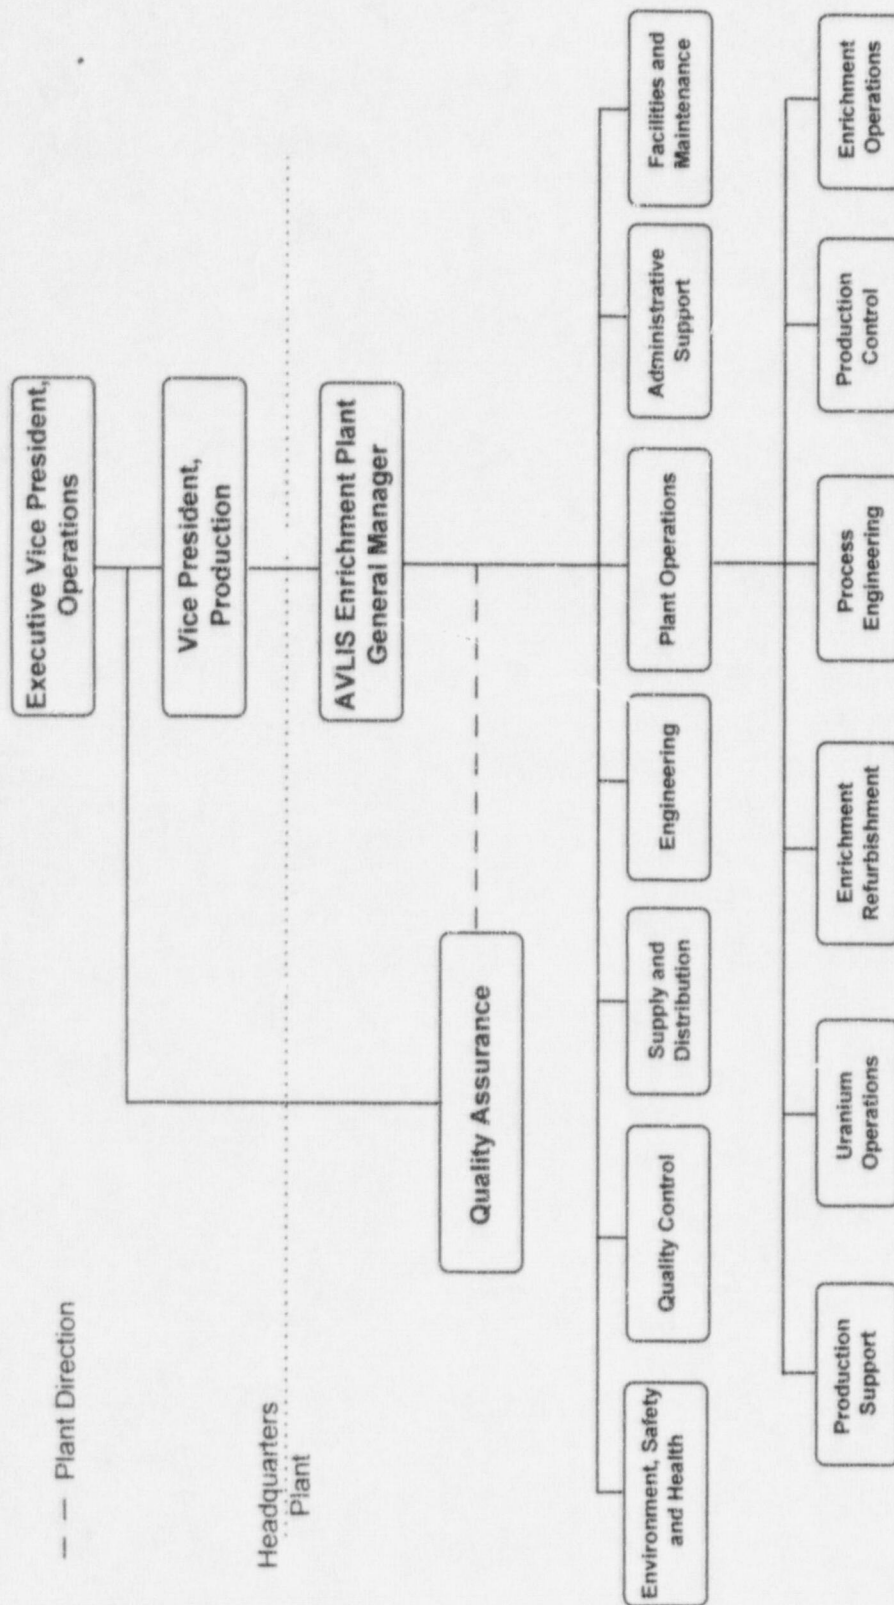 — — Plant Direction
Executive Vice President,
Operations
Vice President,
Production
Headquarters
Plant
AVLIS Enrichment Plant
General Manager
Quality Assurance
Environment, Safety
and Health
Quality Control
Supply and
Distribution
Engineering
Plant Operations
Administrative
Support
Facilities and
Maintenance
Production
Support
Uranium
Operations
Enrichment
Refurbishment
Process
Engineering
Production
Control
Enrichment
Operations